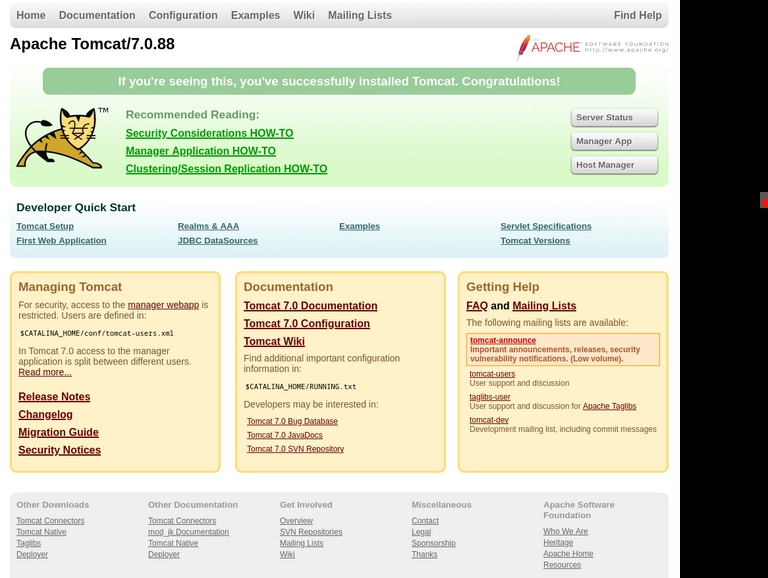 Home Documentation Configuration Examples Wiki Mailing Lists Find Help
Apache Tomcat/7.0.88
THE APACHE SOFTWARE FOUNDATION
http://www.apache.org/
If you're seeing this, you've successfully installed Tomcat. Congratulations!
TM
Recommended Reading:
Security Considerations HOW-TO
Manager Application HOW-TO
Clustering/Session Replication HOW-TO
Server Status
Manager App
Host Manager
Developer Quick Start
Tomcat Setup
First Web Application
Realms & AAA
JDBC DataSources
Examples
Servlet Specifications
Tomcat Versions
Managing Tomcat
For security, access to the manager webapp is
restricted. Users are defined in:
$CATALINA_HOME/conf/tomcat-users.xml
In Tomcat 7.0 access to the manager
application is split between different users.
Read more...
Release Notes
Changelog
Migration Guide
Security Notices
Documentation
Tomcat 7.0 Documentation
Tomcat 7.0 Configuration
Tomcat Wiki
Find additional important configuration
information in:
$CATALINA_HOME/RUNNING.txt
Developers may be interested in:
Tomcat 7.0 Bug Database
Tomcat 7.0 JavaDocs
Tomcat 7.0 SVN Repository
Getting Help
FAQ and Mailing Lists
The following mailing lists are available:
tomcat-announce
Important announcements, releases, security
vulnerability notifications. (Low volume).
tomcat-users
User support and discussion
taglibs-user
User support and discussion for Apache Taglibs
tomcat-dev
Development mailing list, including commit messages
Other Downloads
Tomcat Connectors
Tomcat Native
Taglibs
Deployer
Other Documentation
Tomcat Connectors
mod_jk Documentation
Tomcat Native
Deployer
Get Involved
Overview
SVN Repositories
Mailing Lists
Wiki
Miscellaneous
Contact
Legal
Sponsorship
Thanks
Apache Software
Foundation
Who We Are
Heritage
Apache Home
Resources